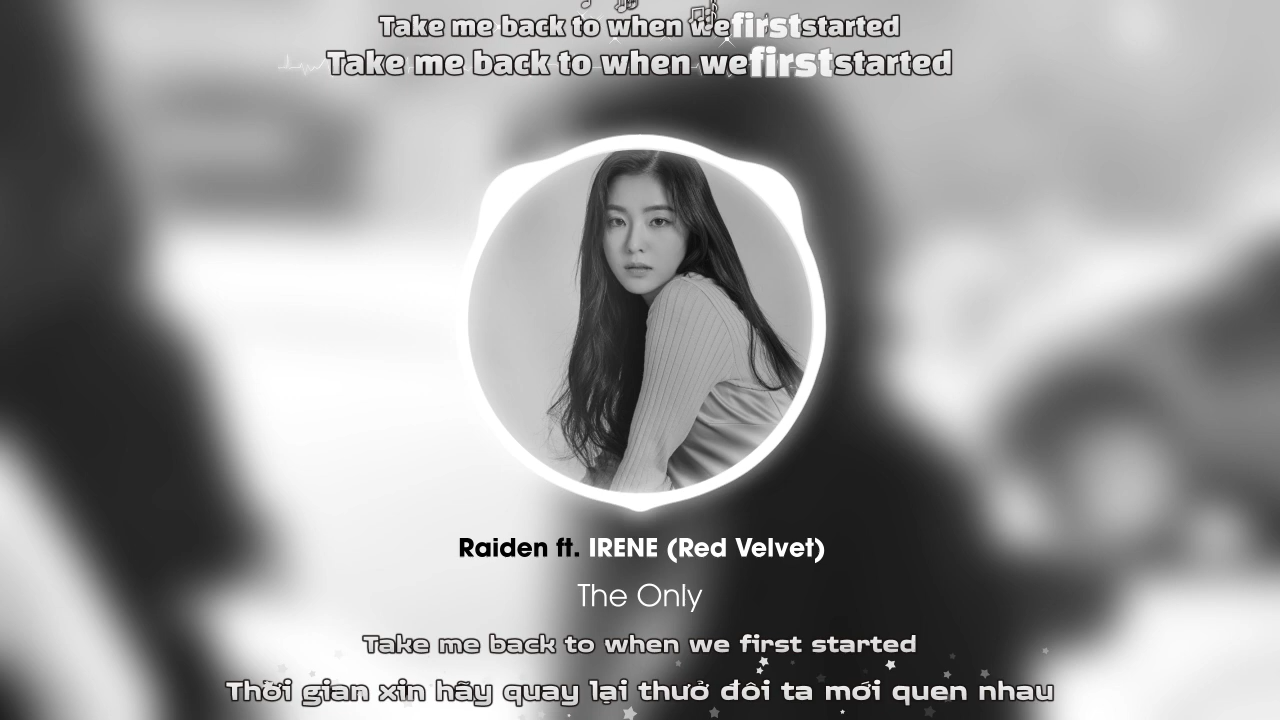 Take me back to when we first started
Take me back to when we first started
Raiden ft. IRENE (Red Velvet)
The Only
Take me back to when we first started
Thời gian xin hãy quay lại thuở đôi ta mới quen nhau